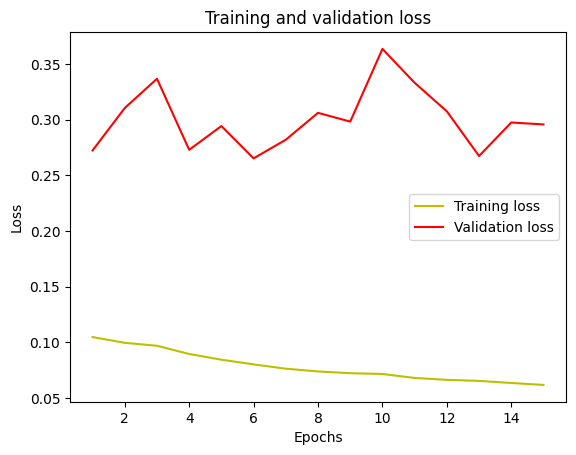 Training and validation loss
0.35
0.30
0.25
0.20
0.15
0.10
0.05
Loss
Training loss
Validation loss
2 4 6 8 10 12 14
Epochs